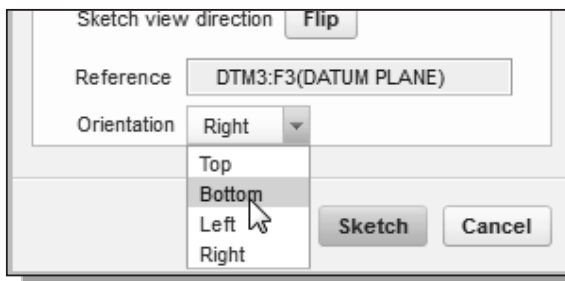 Sketch view direction Flip
Reference DTM3:F3(DATUM PLANE)
Orientation Right
Top
Bottom
Left
Right
Sketch Cancel